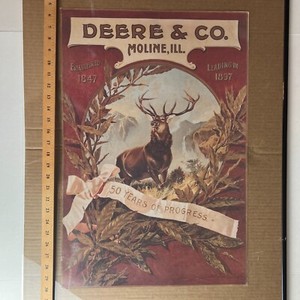 DEERE & CO.
MOLINE, ILL.
1847
1897
50 YEARS OF PROGRESS